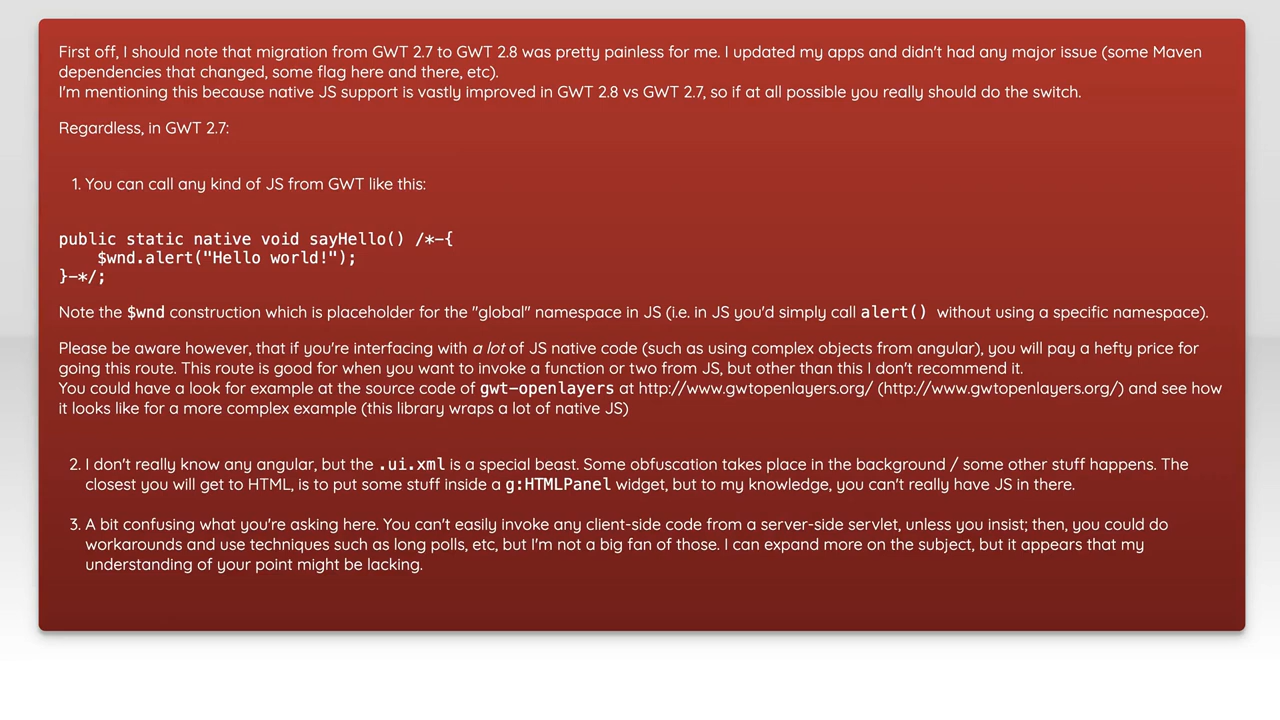 First off, I should note that migration from GWT 2.7 to GWT 2.8 was pretty painless for me. I updated my apps and didn't had any major issue (some Maven
dependencies that changed, some flag here and there, etc).
I'm mentioning this because native JS support is vastly improved in GWT 2.8 vs GWT 2.7, so if at all possible you really should do the switch.
Regardless, in GWT 2.7:
1. You can call any kind of JS from GWT like this:
public static native void sayHello() /*-{
    $wnd.alert("Hello world!");
}-*/;
Note the $wnd construction which is placeholder for the "global" namespace in JS (i.e. in JS you'd simply call alert() without using a specific namespace).
Please be aware however, that if you're interfacing with a lot of JS native code (such as using complex objects from angular), you will pay a hefty price for
going this route. This route is good for when you want to invoke a function or two from JS, but other than this I don't recommend it.
You could have a look for example at the source code of gwt-openlayers at http://www.gwtopenlayers.org/ (http://www.gwtopenlayers.org/) and see how
it looks like for a more complex example (this library wraps a lot of native JS)
2. I don't really know any angular, but the .ui.xml is a special beast. Some obfuscation takes place in the background / some other stuff happens. The
closest you will get to HTML, is to put some stuff inside a g:HTMLPanel widget, but to my knowledge, you can't really have JS in there.
3. A bit confusing what you're asking here. You can't easily invoke any client-side code from a server-side servlet, unless you insist; then, you could do
workarounds and use techniques such as long polls, etc, but I'm not a big fan of those. I can expand more on the subject, but it appears that my
understanding of your point might be lacking.